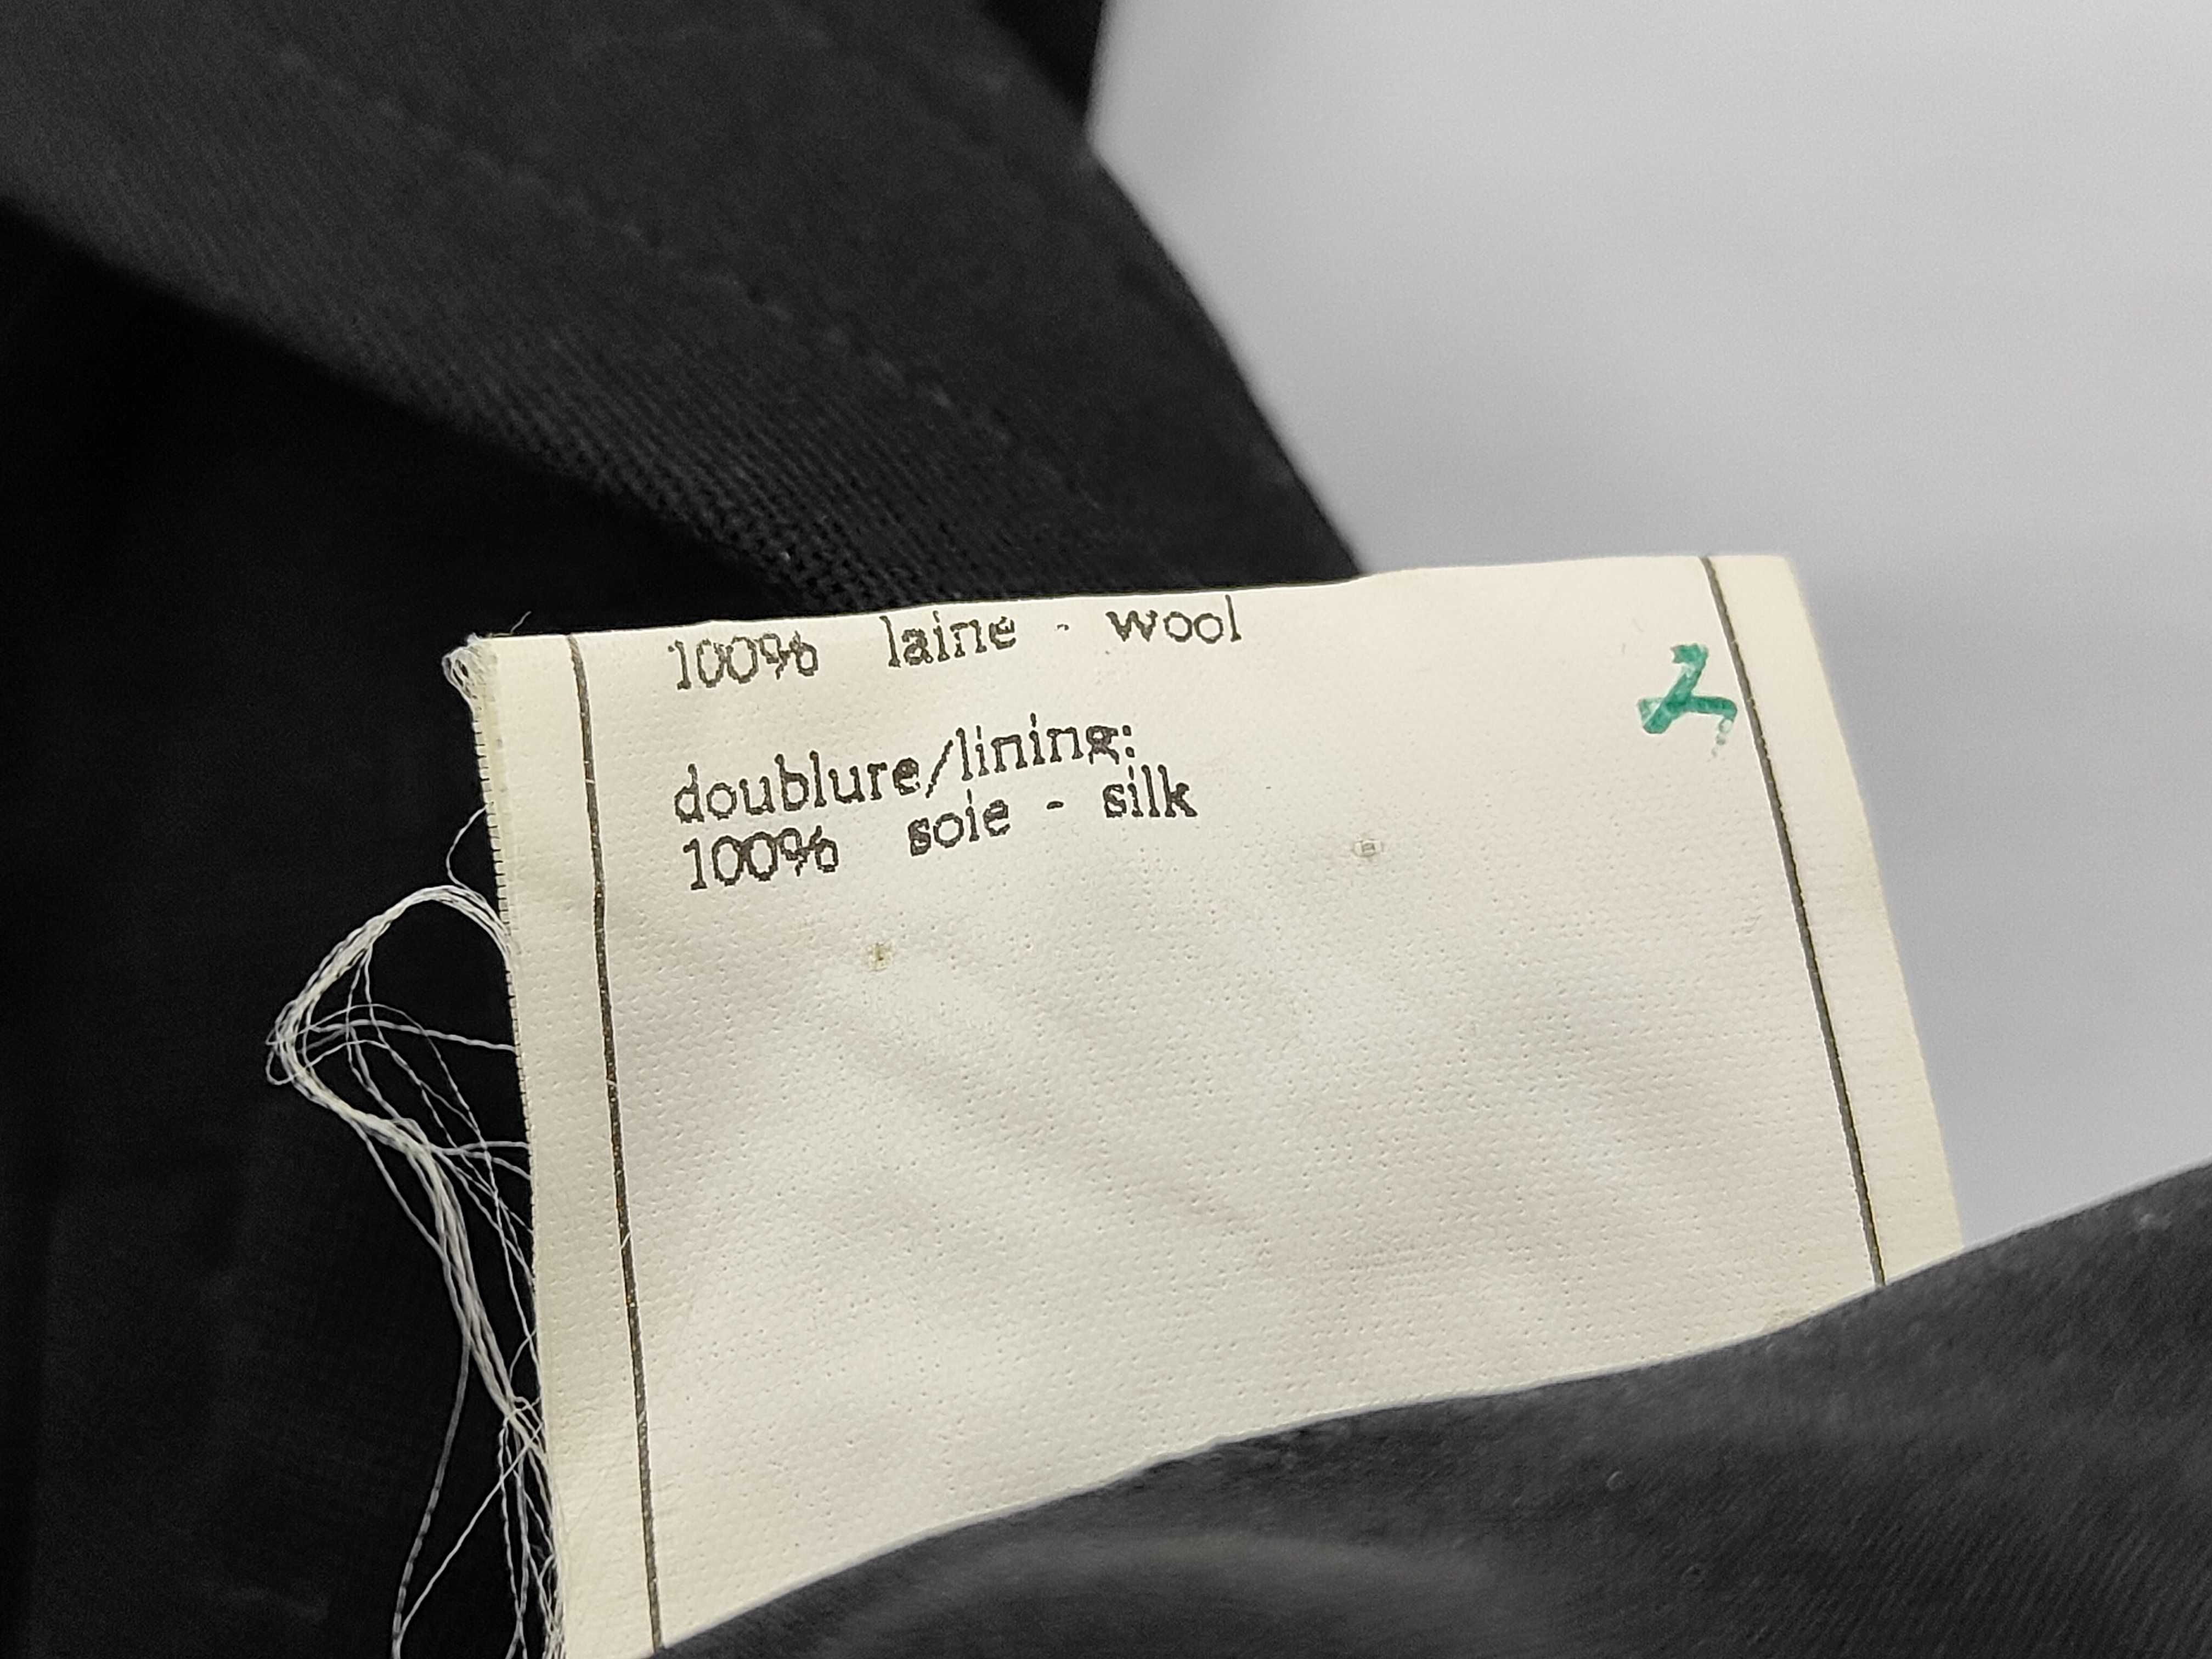 100% laine - wool
doublure/lining:
100% soie - silk